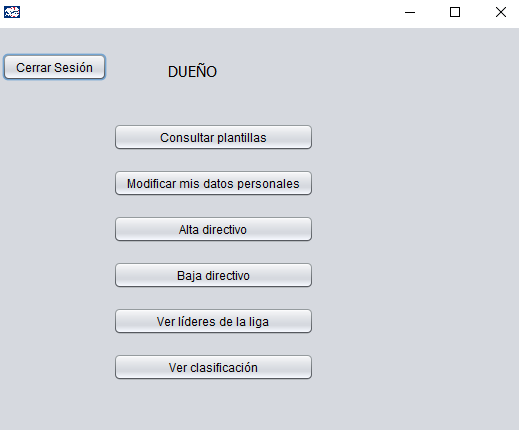 Cerrar Sesión
DUEÑO
Consultar plantillas
Modificar mis datos personales
Alta directivo
Baja directivo
Ver líderes de la liga
Ver clasificación